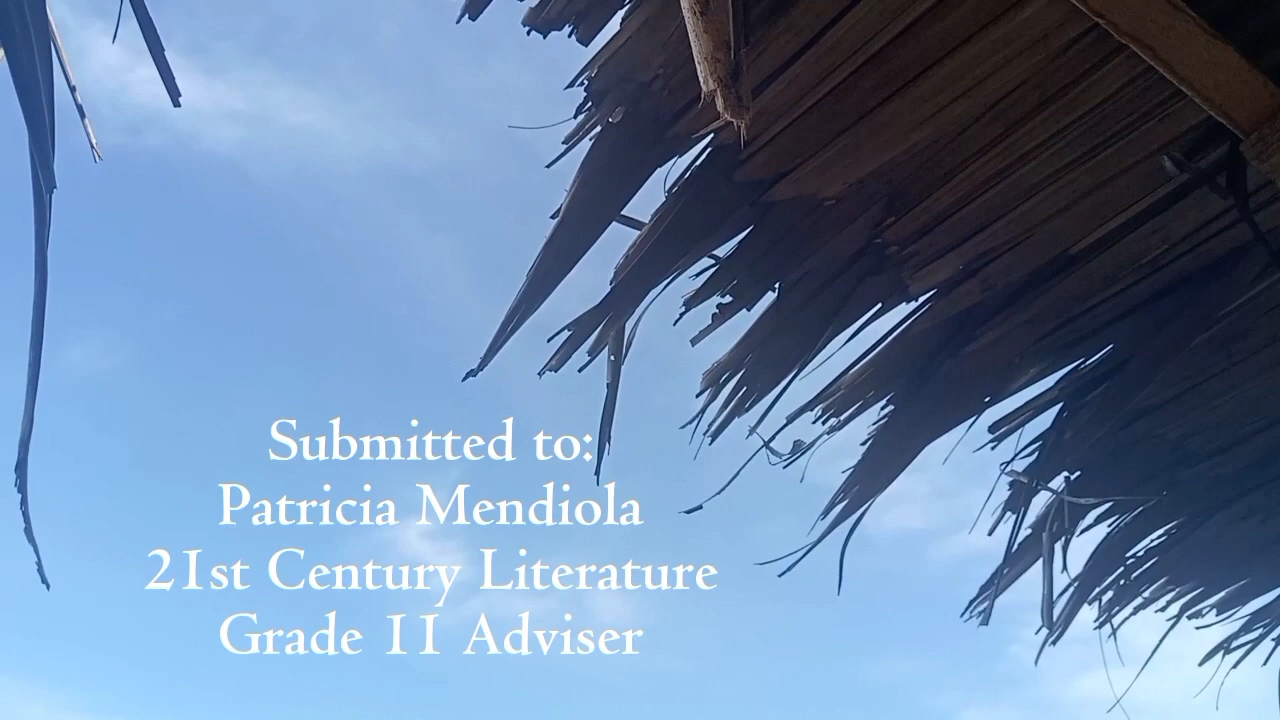 Submitted to:
Patricia Mendiola
21st Century Literature
Grade 11 Adviser